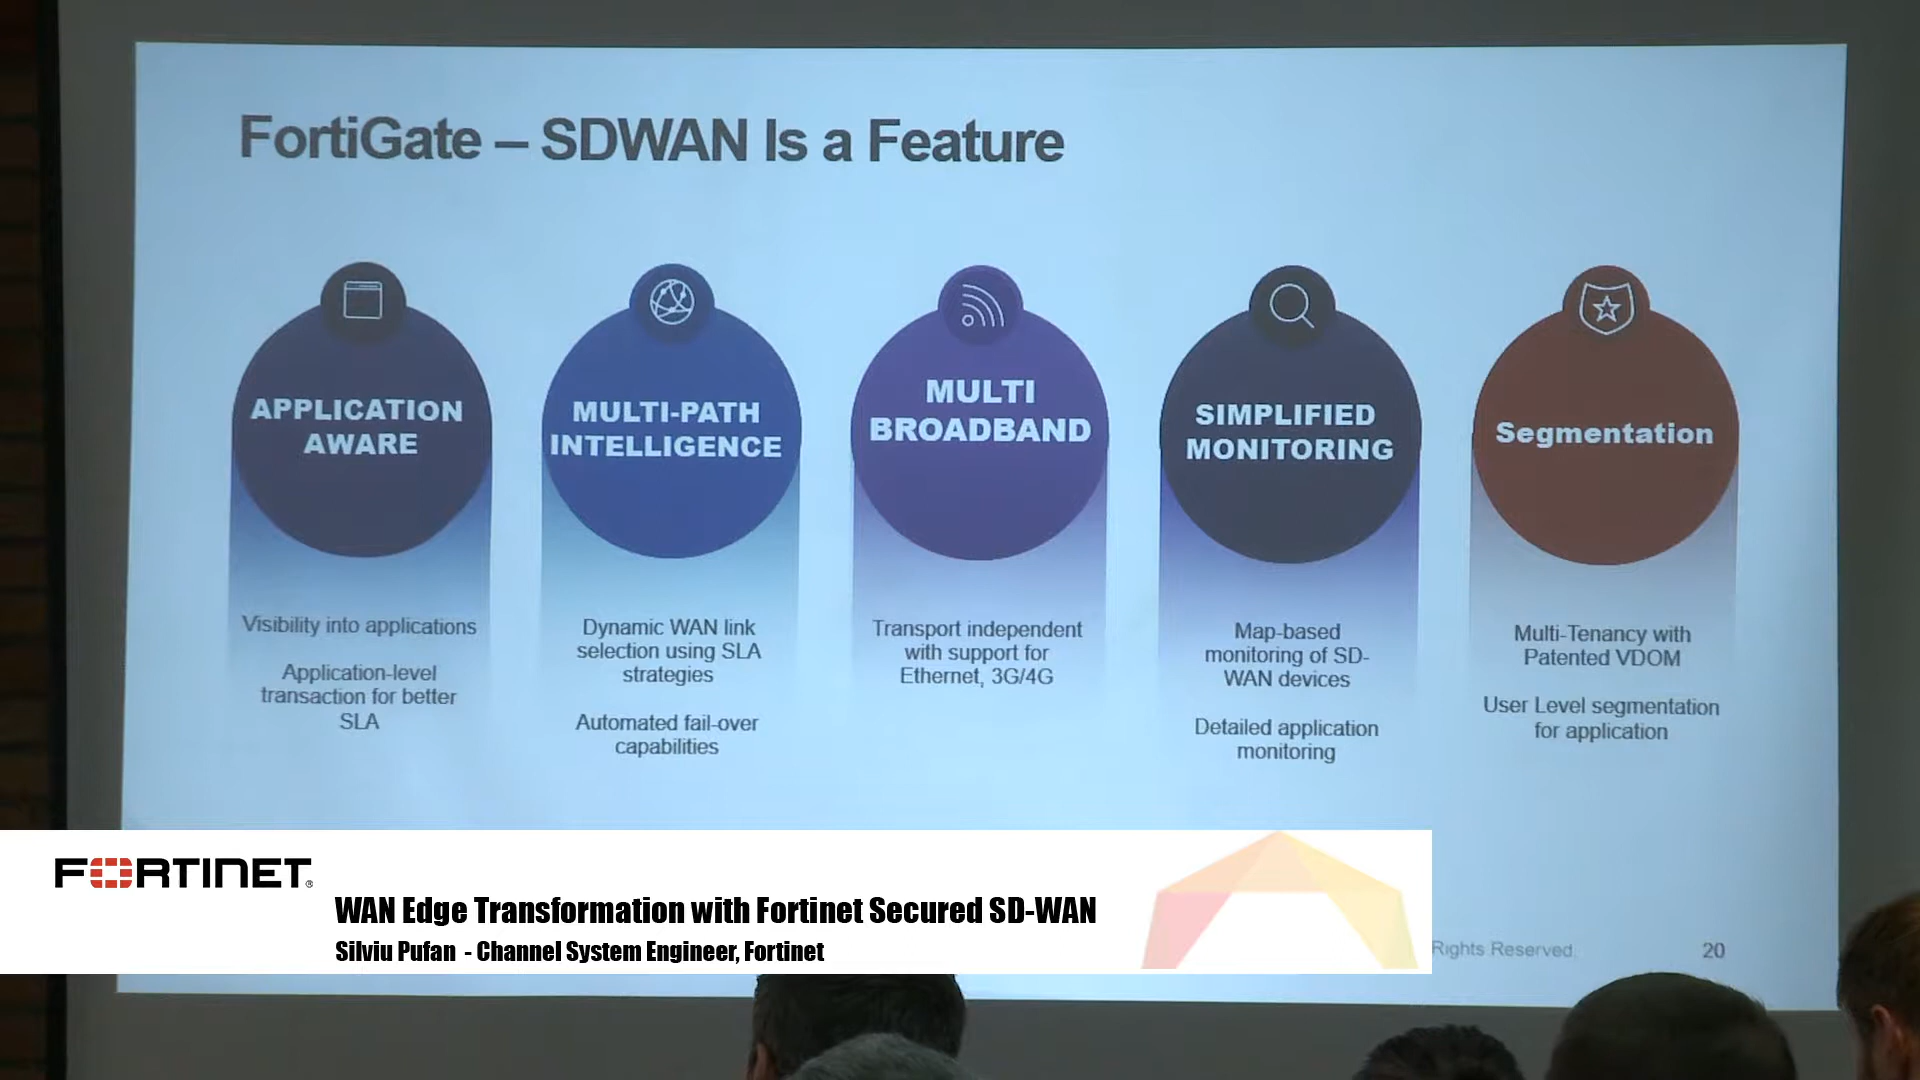 FortiGate – SDWAN Is a Feature
APPLICATION
AWARE
Visibility into applications
Application-level
transaction for better
SLA
MULTI-PATH
INTELLIGENCE
Dynamic WAN link
selection using SLA
strategies
Automated fail-over
capabilities
MULTI
BROADBAND
Transport independent
with support for
Ethernet, 3G/4G
SIMPLIFIED
MONITORING
Map-based
monitoring of SD-
WAN devices
Detailed application
monitoring
Segmentation
Multi-Tenancy with
Patented VDOM
User Level segmentation
for application
FORTINET®
WAN Edge Transformation with Fortinet Secured SD-WAN
Silviu Pufan - Channel System Engineer, Fortinet
Rights Reserved.
20